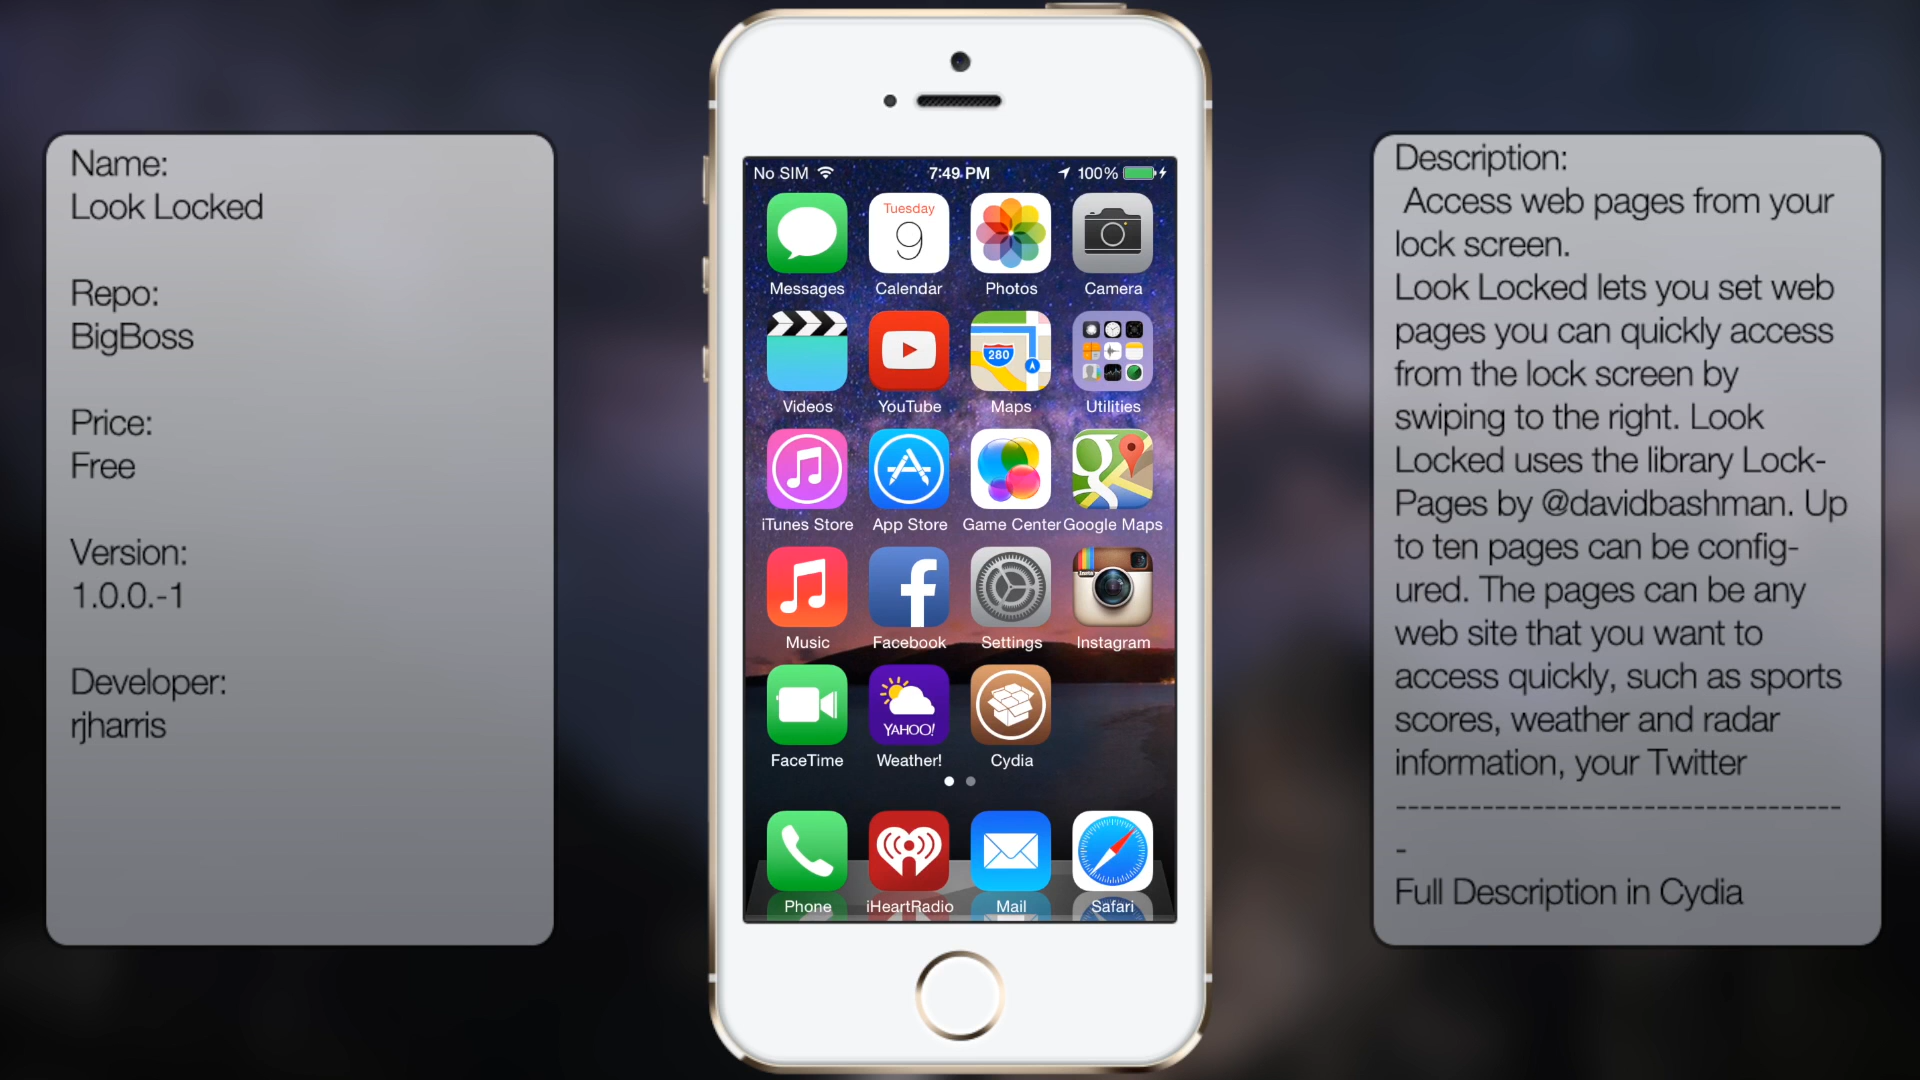 Name:
Look Locked
Repo:
BigBoss
Price:
Free
Version:
1.0.0.-1
Developer:
rjharris
No SIM 7:49 PM 100%
Tuesday
9
Messages Calendar Photos Camera
280
Videos YouTube Maps Utilities
iTunes Store App Store Game Center Google Maps
Music Facebook Settings Instagram
YAHOO!
FaceTime Weather! Cydia
Phone iHeartRadio Mail Safari
Description:
Access web pages from your
lock screen.
Look Locked lets you set web
pages you can quickly access
from the lock screen by
swiping to the right. Look
Locked uses the library Lock-
Pages by @davidbashman. Up
to ten pages can be config-
ured. The pages can be any
web site that you want to
access quickly, such as sports
scores, weather and radar
information, your Twitter
------------------------------------
-
Full Description in Cydia